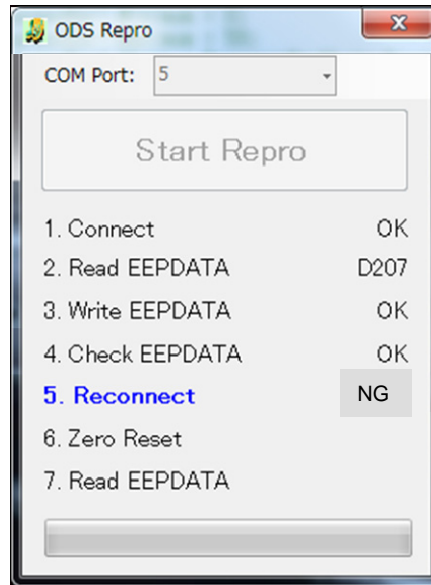 ODS Repro
COM Port: 5
Start Repro
1. Connect OK
2. Read EEPDATA D207
3. Write EEPDATA OK
4. Check EEPDATA OK
5. Reconnect NG
6. Zero Reset
7. Read EEPDATA